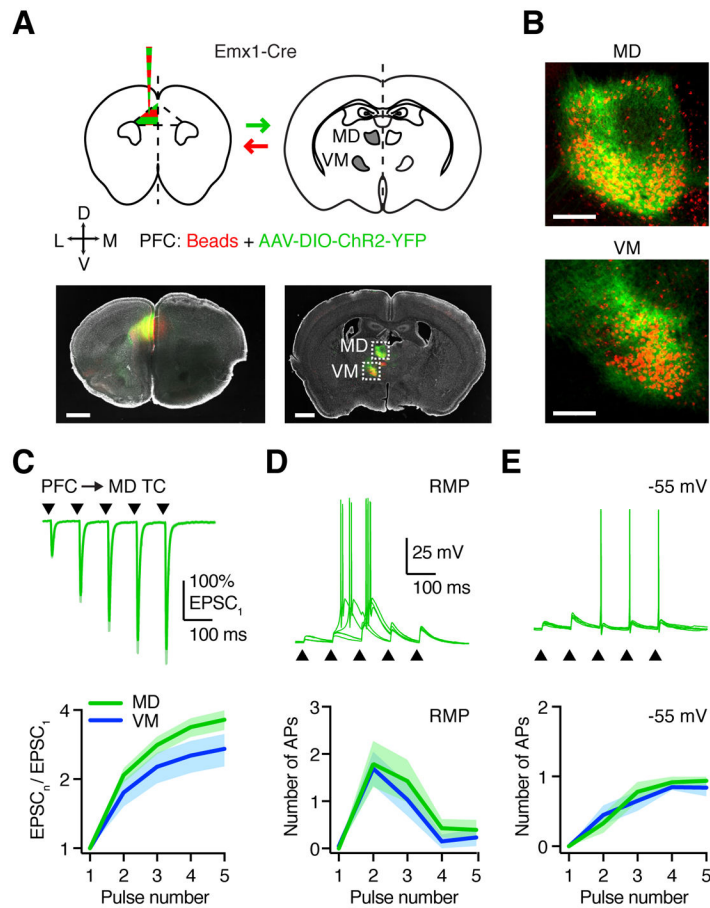 A
Emx1-Cre
MD
VM
D
L M
V
PFC: Beads + AAV-DIO-ChR2-YFP
MD
VM
B
MD
VM
C
PFC → MD TC
100%
EPSC1
100 ms
MD
VM
4
2
1
EPSCn / EPSC1
1 2 3 4 5
Pulse number
D
RMP
25 mV
100 ms
RMP
4
2
0
Number of APs
1 2 3 4 5
Pulse number
E
-55 mV
-55 mV
2
1
0
Number of APs
1 2 3 4 5
Pulse number